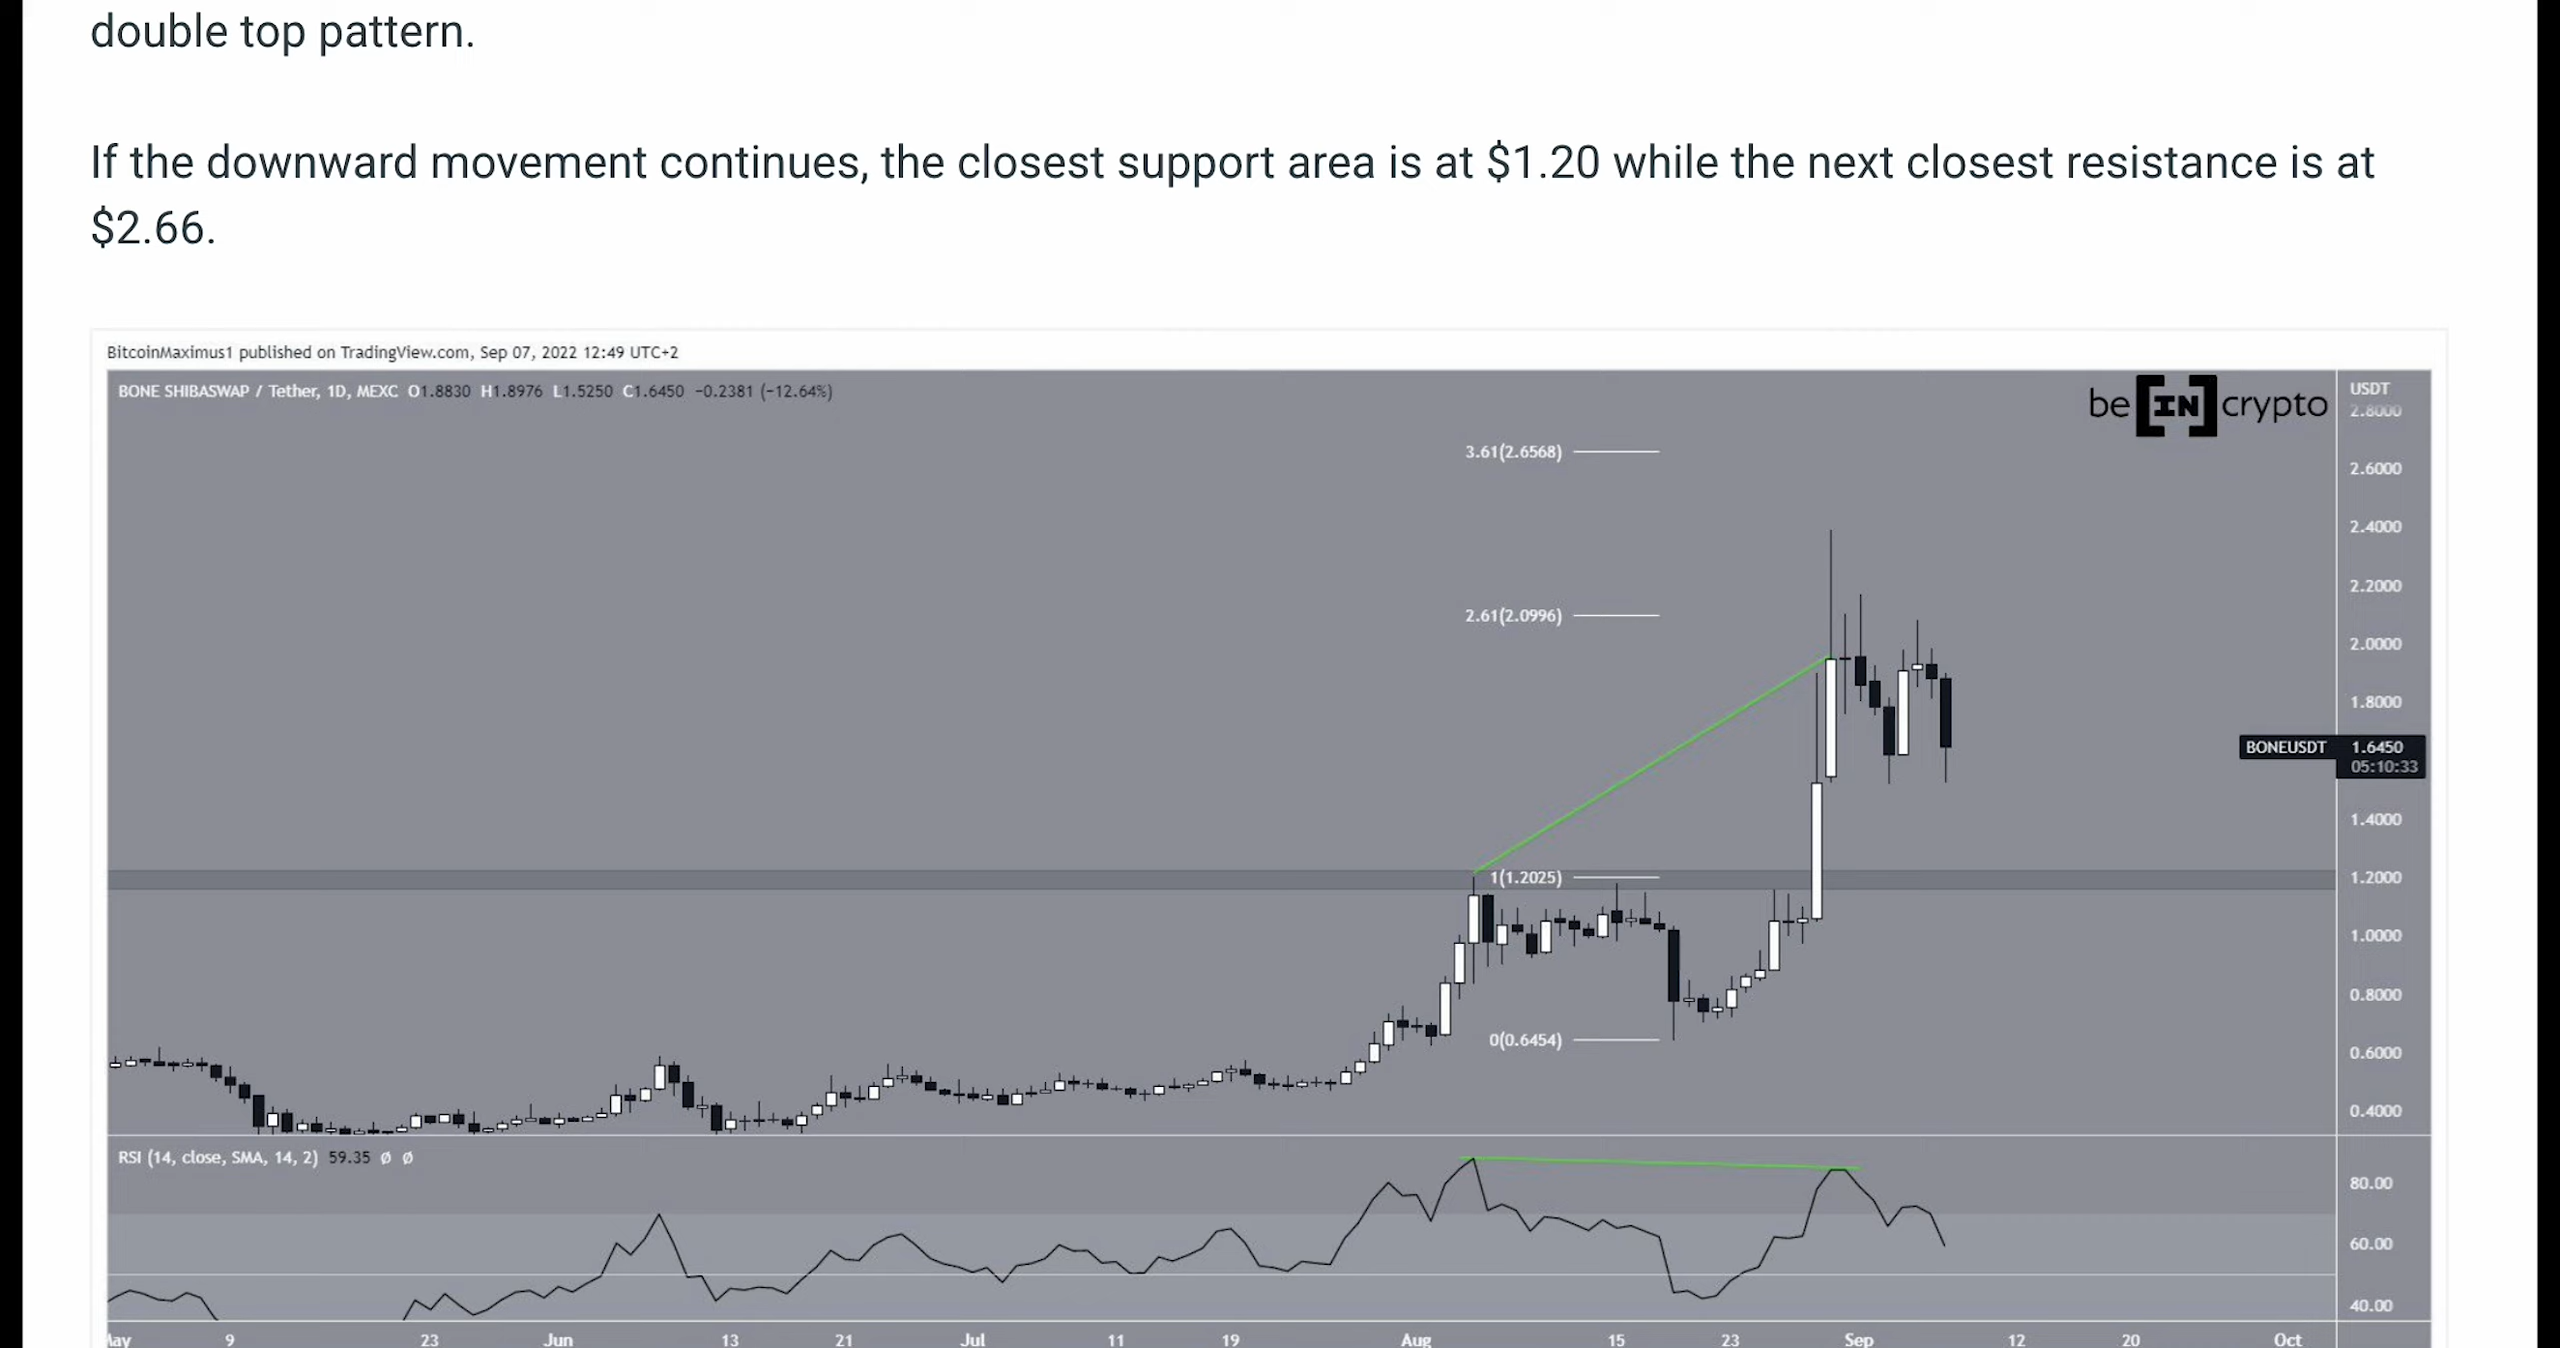 double top pattern.
If the downward movement continues, the closest support area is at $1.20 while the next closest resistance is at
$2.66.
BitcoinMaximus1 published on TradingView.com, Sep 07, 2022 12:49 UTC+2
BONE SHIBASWAP / Tether, 1D, MEXC O1.8830 H1.8976 L1.5250 C1.6450 −0.2381 (−12.64%)
be[IN]crypto
USDT
2.8000
3.61(2.6568)
2.6000
2.4000
2.2000
2.61(2.0996)
2.0000
1.8000
BONEUSDT 1.6450
05:10:33
1.4000
1(1.2025)
1.2000
1.0000
0.8000
0(0.6454)
0.6000
0.4000
RSI (14, close, SMA, 14, 2) 59.35 ø ø
80.00
60.00
40.00
May 9 23 Jun 13 21 Jul 11 19 Aug 15 23 Sep 12 20 Oct